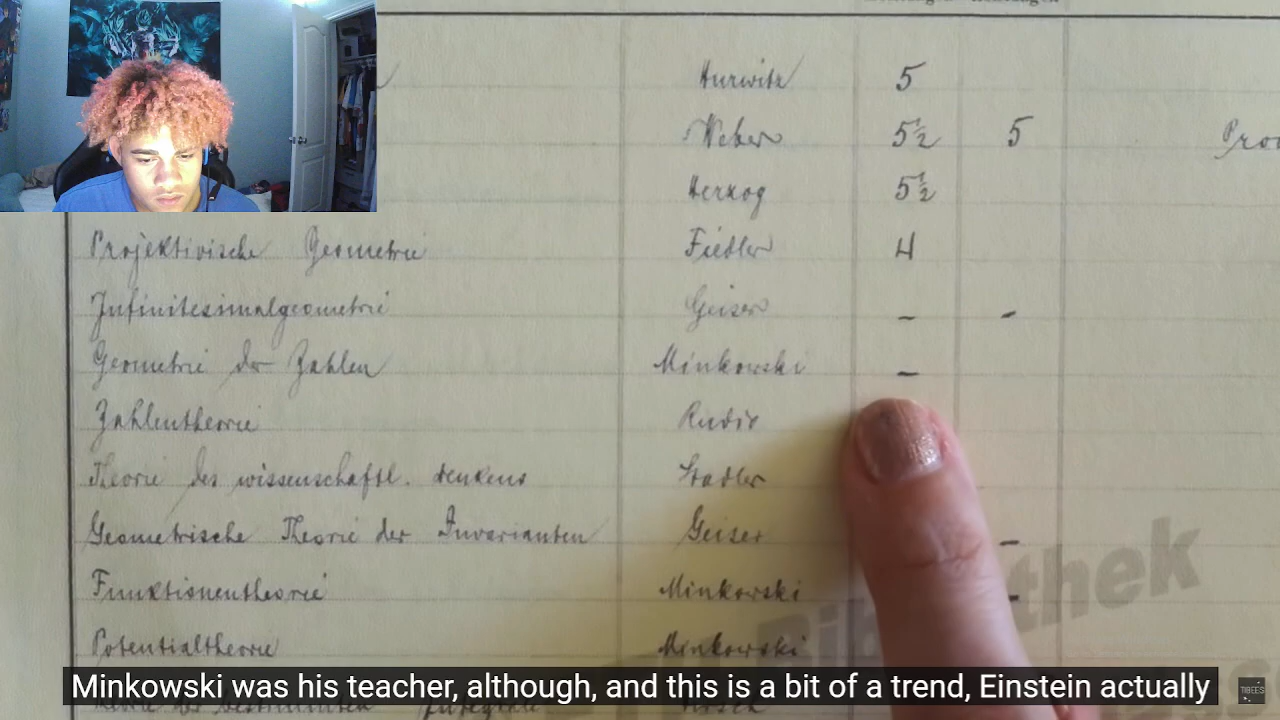 Hurwitz 5
Weber 5½ 5
Herzog 5½
Projektivische Geometrie Fiedler 4
Infinitesimalgeometrie Geiser - -
Geometrie der Zahlen Minkowski -
Zahlentheorie Rudio
Theorie des wissenschaftl. Denkens Stadler
Geometrische Theorie der Invarianten Geiser -
Funktionentheorie Minkowski -
Potentialtheorie Minkowski
Minkowski was his teacher, although, and this is a bit of a trend, Einstein actually
TIBEES